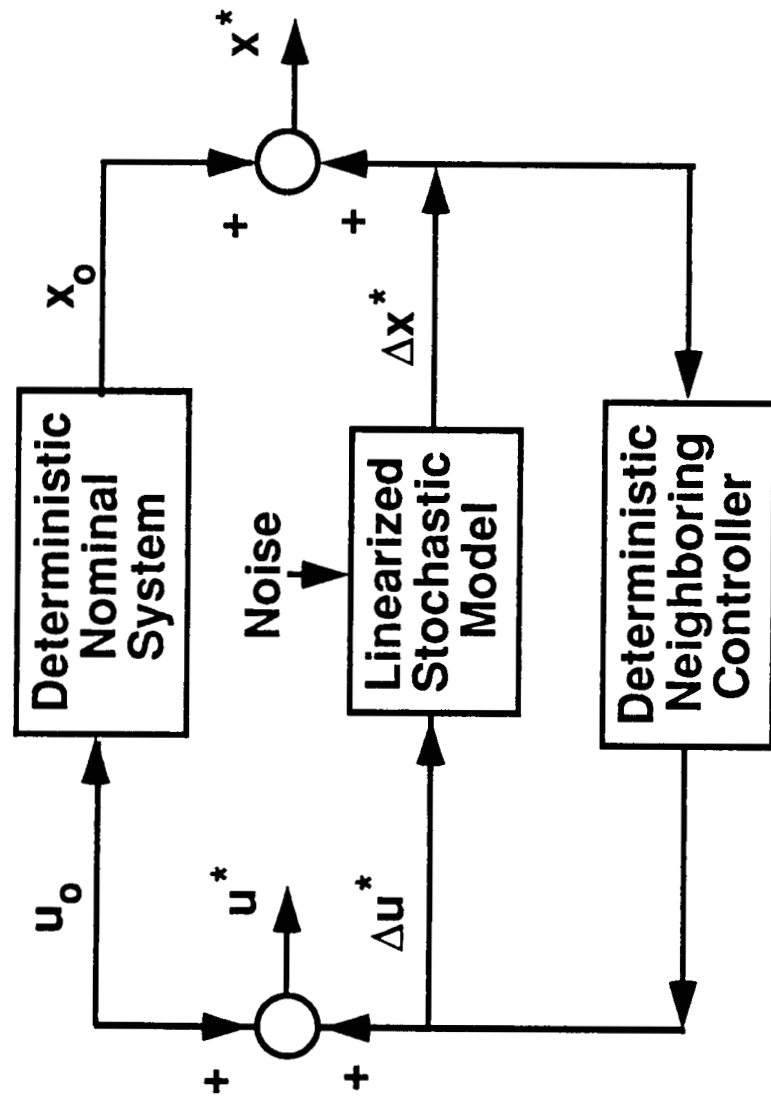 u₀
Deterministic
Nominal
System
x₀
+
u*
Noise
+
x*
+
Δu*
Linearized
Stochastic
Model
Δx*
+
Deterministic
Neighboring
Controller